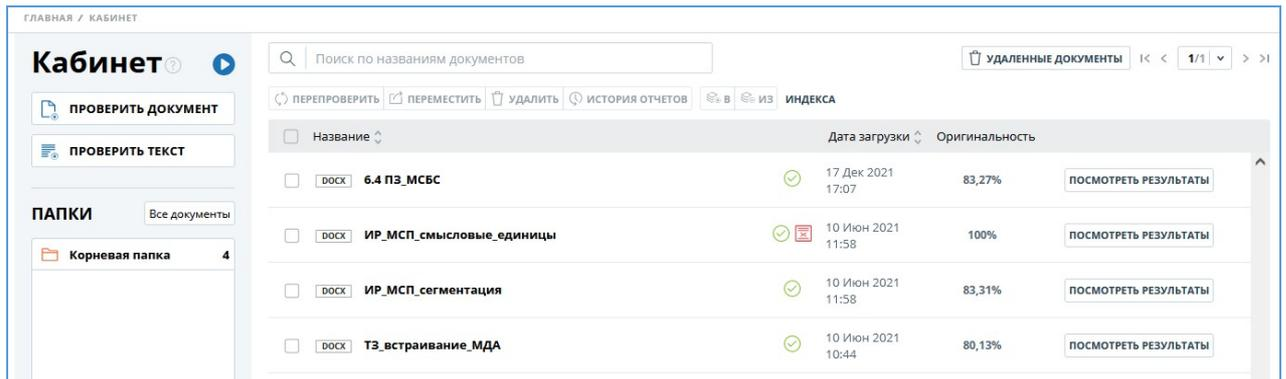 ГЛАВНАЯ / КАБИНЕТ
Кабинет ?
ПРОВЕРИТЬ ДОКУМЕНТ
ПРОВЕРИТЬ ТЕКСТ
ПАПКИ Все документы
Корневая папка 4
Поиск по названиям документов
УДАЛЕННЫЕ ДОКУМЕНТЫ 1/1
ПЕРЕПРОВЕРИТЬ ПЕРЕМЕСТИТЬ УДАЛИТЬ ИСТОРИЯ ОТЧЕТОВ В ИЗ ИНДЕКСА
Название Дата загрузки Оригинальность
DOCX 6.4 ПЗ_МСБС 17 Дек 2021 83,27% ПОСМОТРЕТЬ РЕЗУЛЬТАТЫ
17:07
DOCX ИР_МСП_смысловые_единицы 10 Июн 2021 100% ПОСМОТРЕТЬ РЕЗУЛЬТАТЫ
11:58
DOCX ИР_МСП_сегментация 10 Июн 2021 83,31% ПОСМОТРЕТЬ РЕЗУЛЬТАТЫ
11:58
DOCX ТЗ_встраивание_МДА 10 Июн 2021 80,13% ПОСМОТРЕТЬ РЕЗУЛЬТАТЫ
10:44